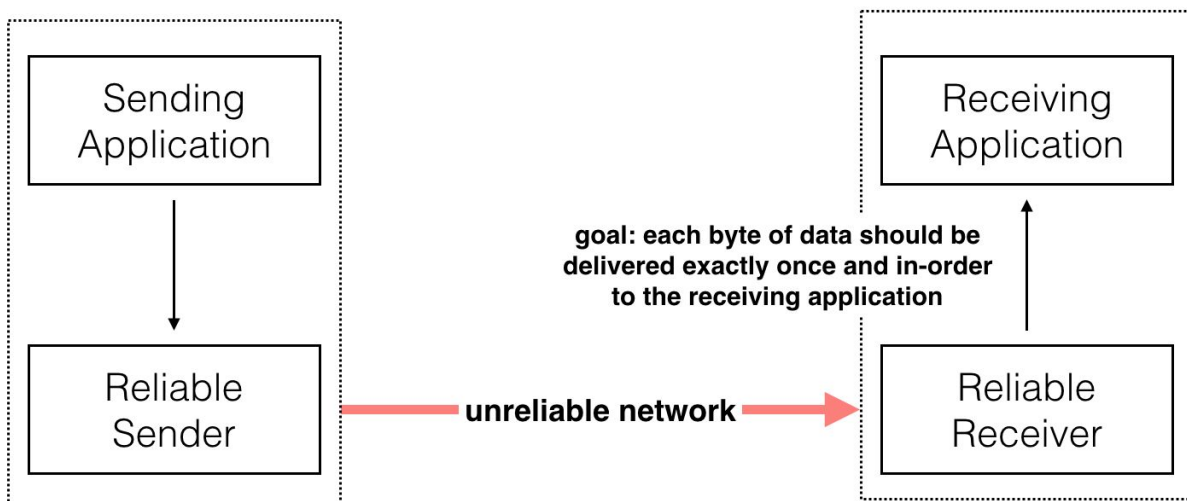 Sending
Application
Receiving
Application
goal: each byte of data should be
delivered exactly once and in-order
to the receiving application
Reliable
Sender
unreliable network
Reliable
Receiver